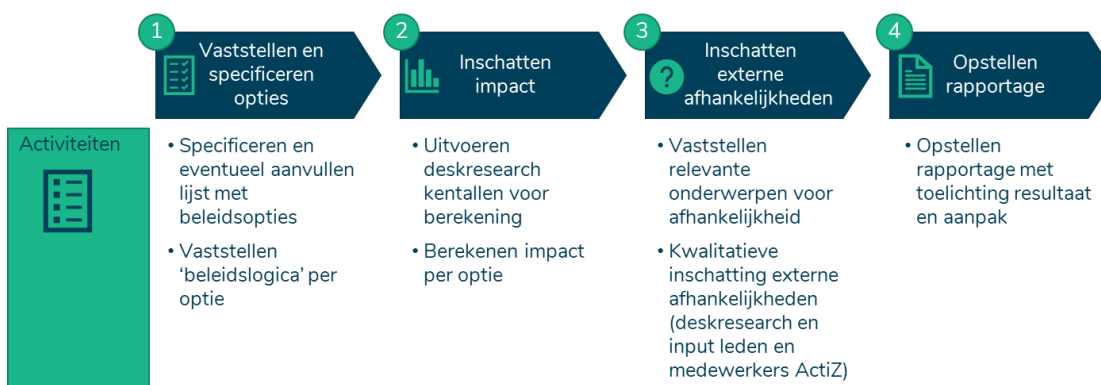 1
Vaststellen en
specificeren
opties
2
Inschatten
impact
3
Inschatten
externe
afhankelijkheden
4
Opstellen
rapportage
Activiteiten
• Specificeren en
eventueel aanvullen
lijst met
beleidsopties
• Vaststellen
‘beleidslogica’ per
optie
• Uitvoeren
deskresearch
kentallen voor
berekening
• Berekenen impact
per optie
• Vaststellen
relevante
onderwerpen voor
afhankelijkheid
• Kwalitatieve
inschatting externe
afhankelijkheden
(deskresearch en
input leden en
medewerkers ActiZ)
• Opstellen
rapportage met
toelichting resultaat
en aanpak